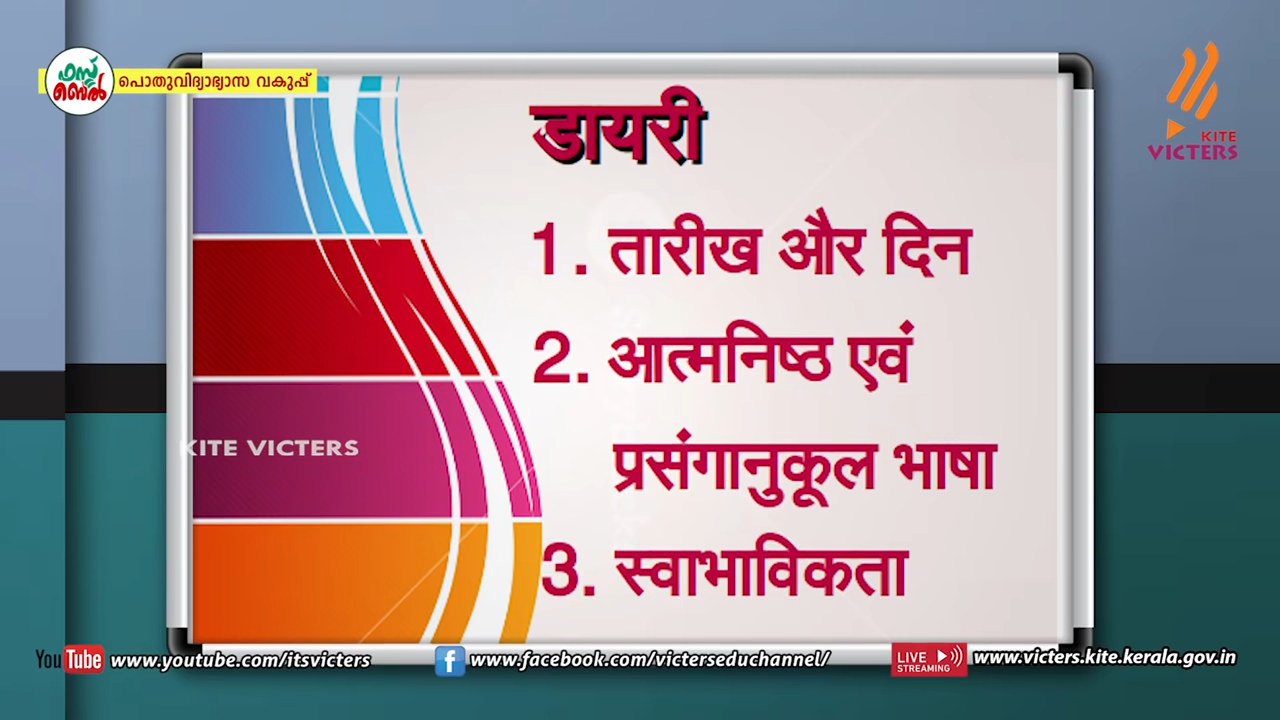 ഫസ്റ്റ്
ബെൽ
പൊതുവിദ്യാഭ്യാസ വകുപ്പ്
KITE
VICTERS
डायरी
1. तारीख और दिन
2. आत्मनिष्ठ एवं
प्रसंगानुकूल भाषा
3. स्वाभाविकता
KITE VICTERS
YouTube www.youtube.com/itsvicters
f www.facebook.com/victerseduchannel/
LIVE
STREAMING
www.victers.kite.kerala.gov.in